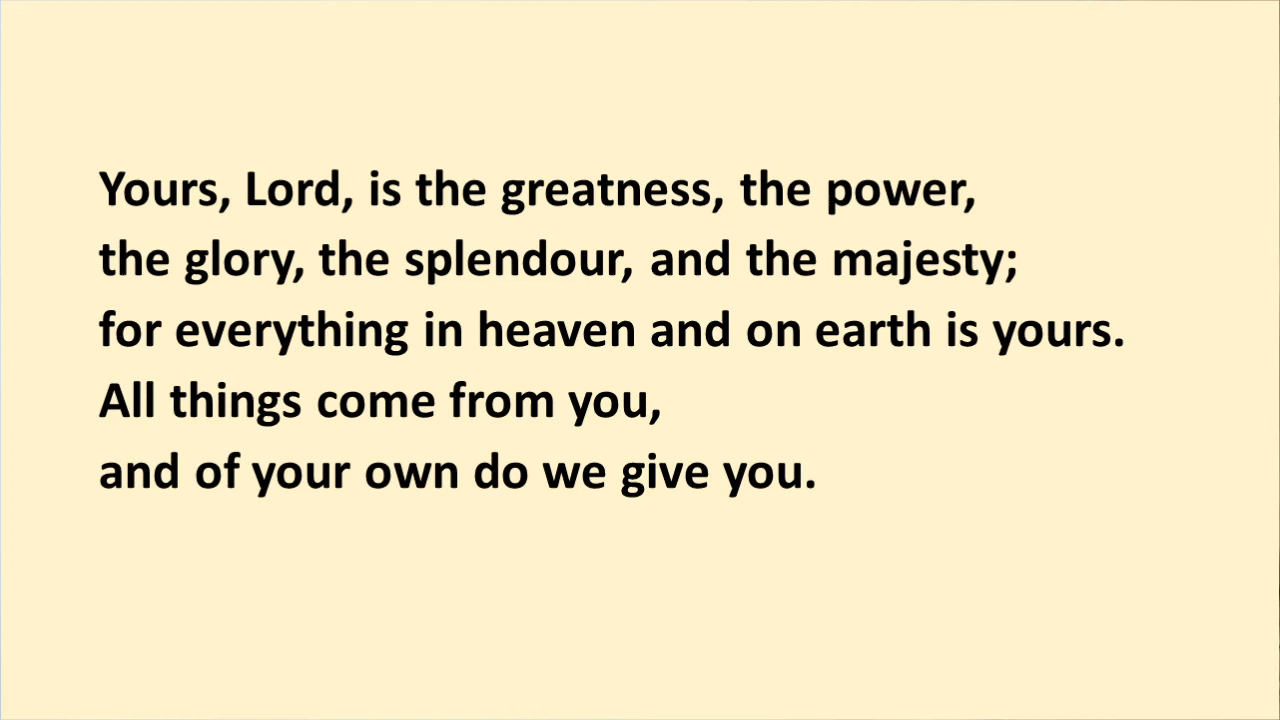 Yours, Lord, is the greatness, the power,
the glory, the splendour, and the majesty;
for everything in heaven and on earth is yours.
All things come from you,
and of your own do we give you.